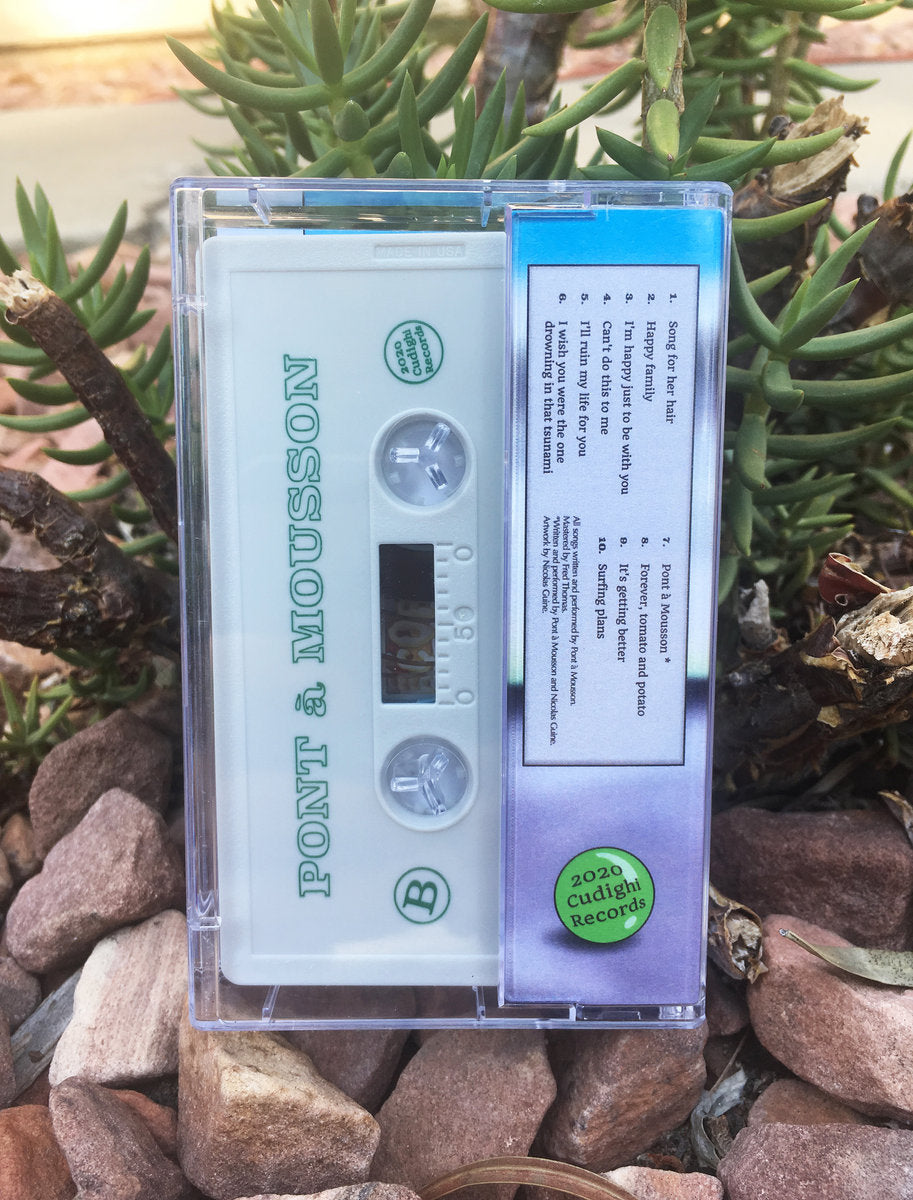 MADE IN USA
2020
Cudighi
Records
PONT à MOUSSON
0 50 0
B
1. Song for her hair
2. Happy family
3. I'm happy just to be with you
4. Can't do this to me
5. I'll ruin my life for you
6. I wish you were the one
drowning in that tsunami
7. Pont à Mousson *
8. Forever, tomato and potato
9. It's getting better
10. Surfing plans
All songs written and performed by Pont à Mousson.
Mastered by Fred Thomas.
*Written and performed by Pont à Mousson and Nicolas Guine.
Artwork by Nicolas Guine.
2020
Cudighi
Records